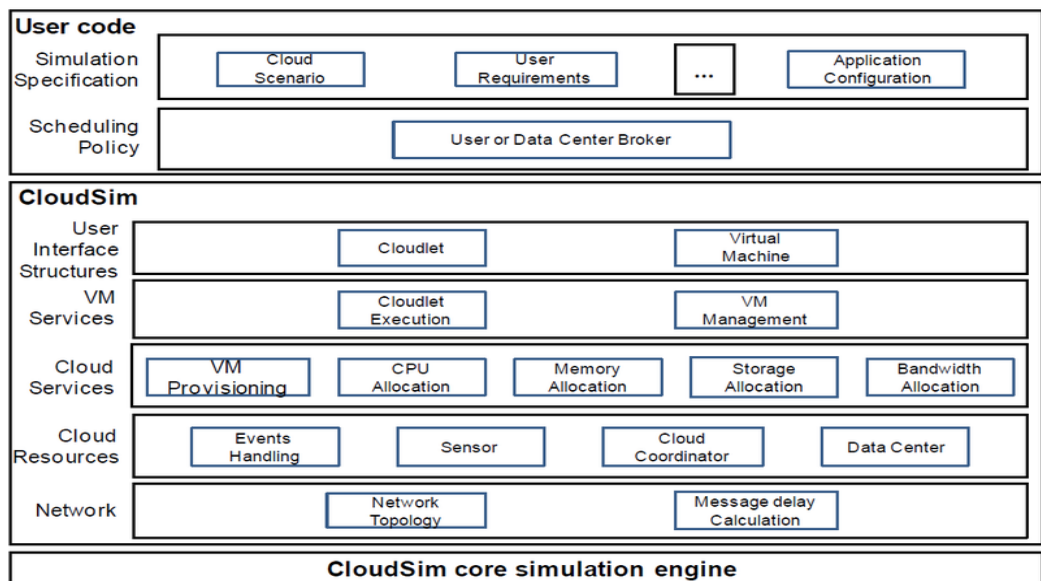 User code
Simulation
Specification
Cloud
Scenario
User
Requirements
...
Application
Configuration
Scheduling
Policy
User or Data Center Broker
CloudSim
User
Interface
Structures
Cloudlet
Virtual
Machine
VM
Services
Cloudlet
Execution
VM
Management
Cloud
Services
VM
Provisioning
CPU
Allocation
Memory
Allocation
Storage
Allocation
Bandwidth
Allocation
Cloud
Resources
Events
Handling
Sensor
Cloud
Coordinator
Data Center
Network
Network
Topology
Message delay
Calculation
CloudSim core simulation engine